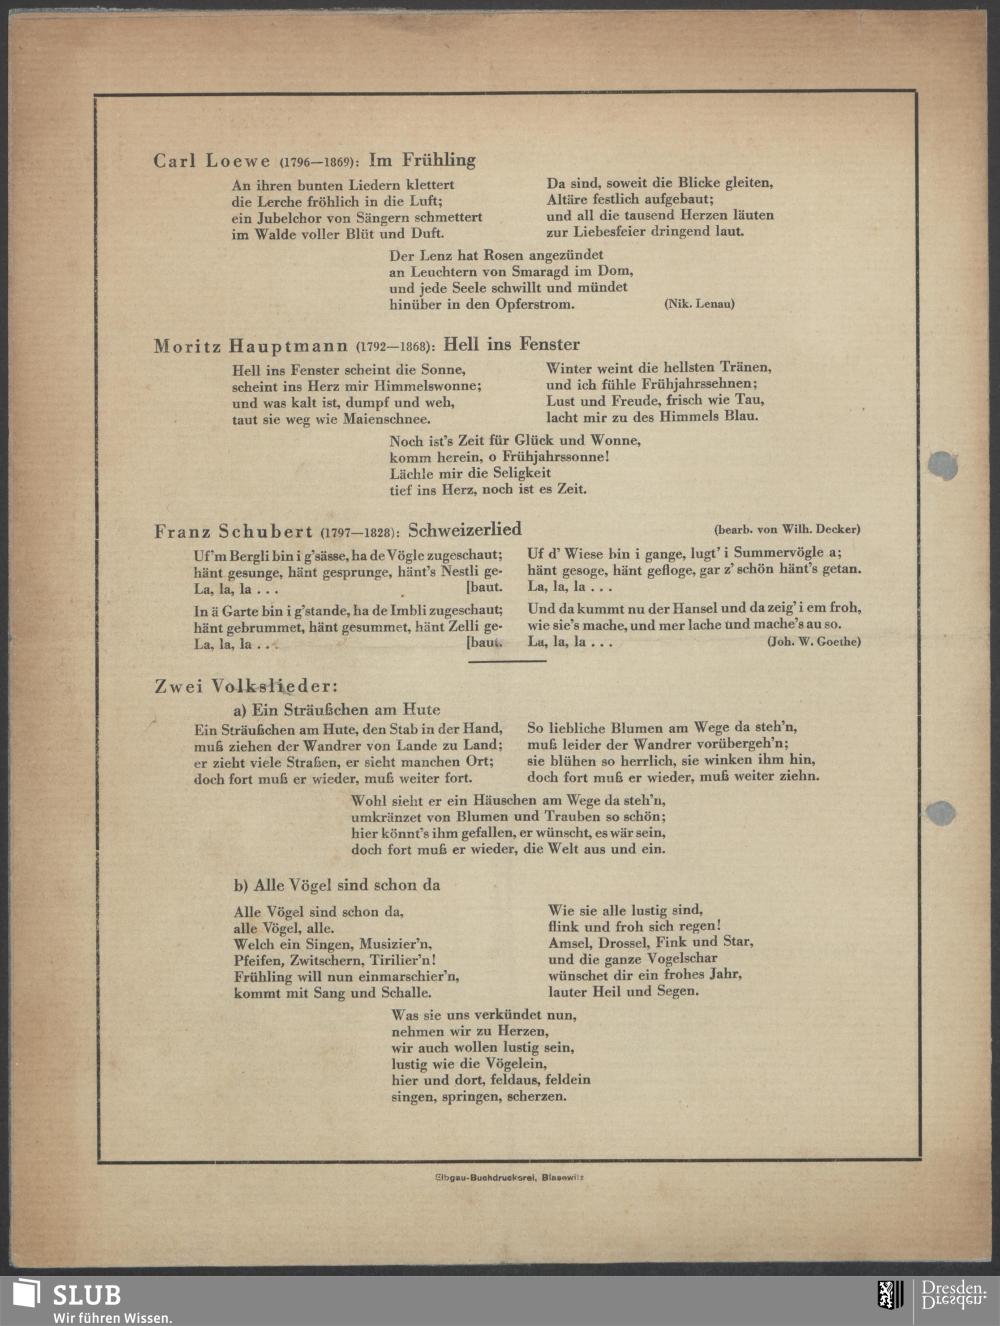 Carl Loewe (1796—1869): Im Frühling
An ihren bunten Liedern klettert
die Lerche fröhlich in die Luft;
ein Jubelchor von Sängern schmettert
im Walde voller Blüt und Duft.
Da sind, soweit die Blicke gleiten,
Altäre festlich aufgebaut;
und all die tausend Herzen läuten
zur Liebesfeier dringend laut.
Der Lenz hat Rosen angezündet
an Leuchtern von Smaragd im Dom,
und jede Seele schwillt und mündet
hinüber in den Opferstrom. (Nik. Lenau)
Moritz Hauptmann (1792—1868): Hell ins Fenster
Hell ins Fenster scheint die Sonne,
scheint ins Herz mir Himmelswonne;
und was kalt ist, dumpf und weh,
taut sie weg wie Maienschnee.
Winter weint die hellsten Tränen,
und ich fühle Frühjahrssehnen;
Lust und Freude, frisch wie Tau,
lacht mir zu des Himmels Blau.
Noch ist's Zeit für Glück und Wonne,
komm herein, o Frühjahrssonne!
Lächle mir die Seligkeit
tief ins Herz, noch ist es Zeit.
Franz Schubert (1797—1828): Schweizerlied (bearb. von Wilh. Decker)
Uf'm Bergli bin i g'sässe, ha de Vögle zugeschaut;
hänt gesunge, hänt gesprunge, hänt's Nestli ge-
La, la, la . . . [baut.
In ä Garte bin i g'stande, ha de Imbli zugeschaut;
hänt gebrummet, hänt gesummet, hänt Zelli ge-
La, la, la . . . [baut.
Uf d' Wiese bin i gange, lugt' i Summervögle a;
hänt gesoge, hänt gefloge, gar z' schön hänt's getan.
La, la, la . . .
Und da kummt nu der Hansel und da zeig' i em froh,
wie sie's mache, und mer lache und mache's au so.
La, la, la . . . (Joh. W. Goethe)
Zwei Volkslieder:
a) Ein Sträußchen am Hute
Ein Sträußchen am Hute, den Stab in der Hand,
muß ziehen der Wandrer von Lande zu Land;
er zieht viele Straßen, er sieht manchen Ort;
doch fort muß er wieder, muß weiter fort.
So liebliche Blumen am Wege da steh'n,
muß leider der Wandrer vorübergeh'n;
sie blühen so herrlich, sie winken ihm hin,
doch fort muß er wieder, muß weiter ziehn.
Wohl sieht er ein Häuschen am Wege da steh'n,
umkränzet von Blumen und Trauben so schön;
hier könnt's ihm gefallen, er wünscht, es wär sein,
doch fort muß er wieder, die Welt aus und ein.
b) Alle Vögel sind schon da
Alle Vögel sind schon da,
alle Vögel, alle.
Welch ein Singen, Musizier'n,
Pfeifen, Zwitschern, Tirilier'n!
Frühling will nun einmarschier'n,
kommt mit Sang und Schalle.
Wie sie alle lustig sind,
flink und froh sich regen!
Amsel, Drossel, Fink und Star,
und die ganze Vogelschar
wünschet dir ein frohes Jahr,
lauter Heil und Segen.
Was sie uns verkündet nun,
nehmen wir zu Herzen,
wir auch wollen lustig sein,
lustig wie die Vögelein,
hier und dort, feldaus, feldein
singen, springen, scherzen.
Elbgau-Buchdruckerei, Blasewitz
SLUB
Wir führen Wissen.
Dresden.
Dresden.